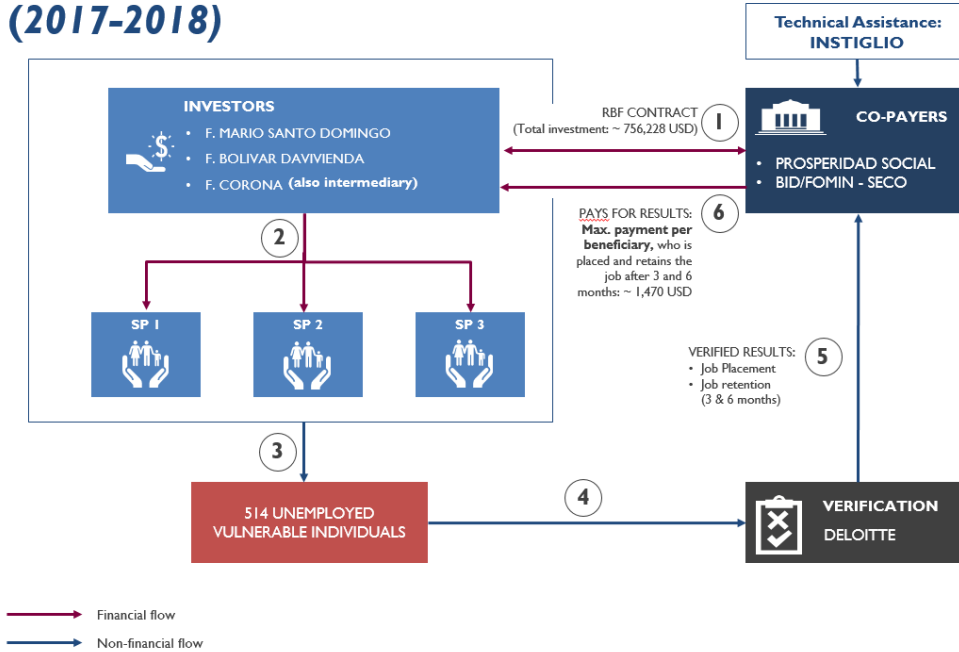 (2017-2018)
Technical Assistance:
INSTIGLIO
INVESTORS
• F. MARIO SANTO DOMINGO
• F. BOLIVAR DAVIVIENDA
• F. CORONA (also intermediary)
$
RBF CONTRACT
(Total investment: ~ 756,228 USD)
1
CO-PAYERS
• PROSPERIDAD SOCIAL
• BID/FOMIN - SECO
PAYS FOR RESULTS:
Max. payment per
beneficiary, who is
placed and retains the
job after 3 and 6
months: ~ 1,470 USD
6
2
SP 1
SP 2
SP 3
VERIFIED RESULTS:
• Job Placement
• Job retention
(3 & 6 months)
5
3
514 UNEMPLOYED
VULNERABLE INDIVIDUALS
4
VERIFICATION
DELOITTE
Financial flow
Non-financial flow